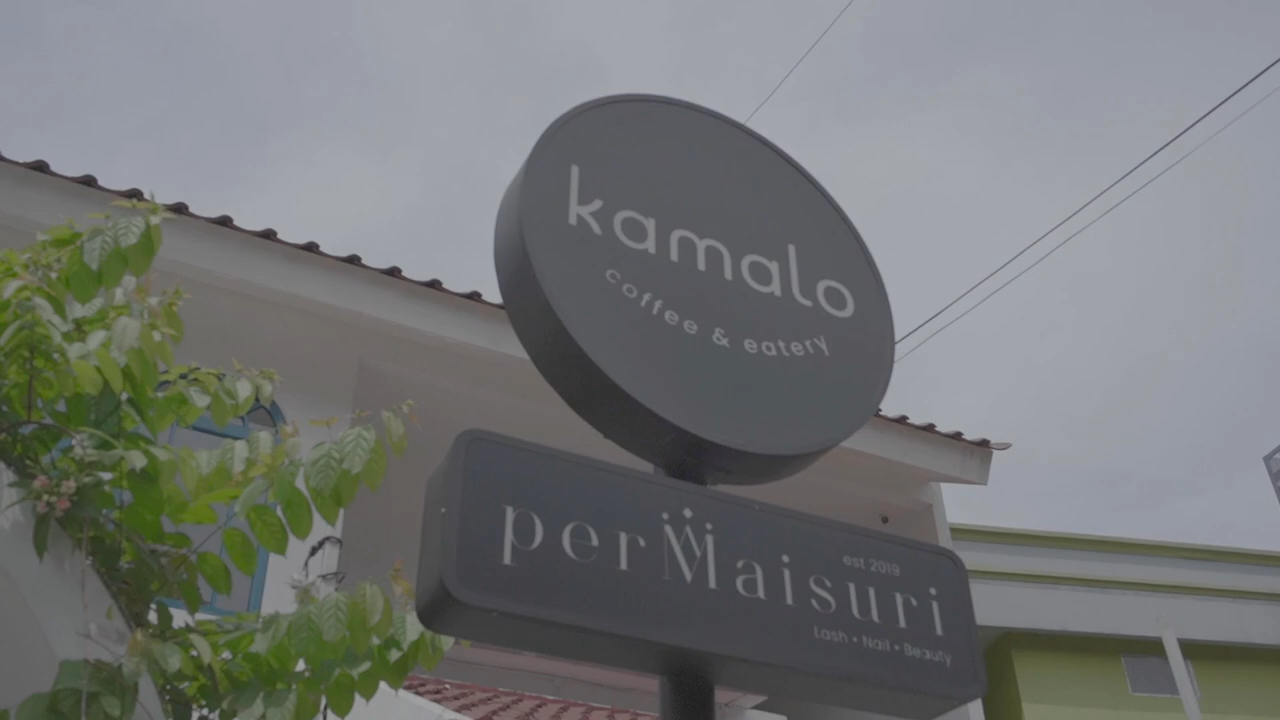 kamalo
coffee & eatery
perMaisuri
est 2019
Lash • Nail • Beauty